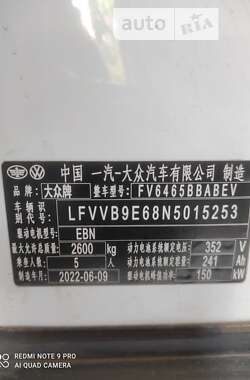 AUTO RIA
中国 一汽-大众汽车有限公司 制造
品牌: 大众牌 整车型号: FV6465BBABEV
车辆识别代号: LFVVB9E68N5015253
驱动电机型号: EBN
最大允许总质量: 2600 kg 动力电池系统额定电压: 352 V
乘坐人数: 5 人 动力电池系统额定容量: 241 Ah
制造年月: 2022-06-09 驱动电机峰值功率: 150 kW
REDMI NOTE 9 PRO
AI QUAD CAMERA